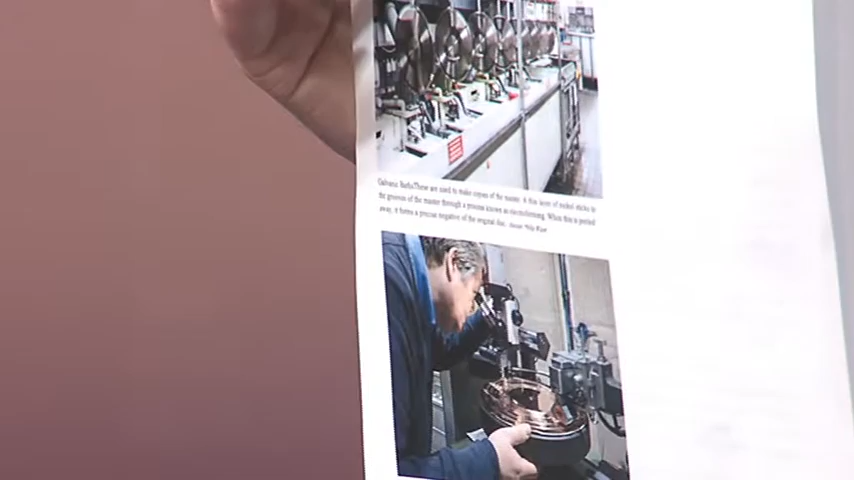 Galvanic Baths:These are used to make copies of the master. A thin layer of nickel sticks to
the grooves of the master through a process known as electroforming. When this is peeled
away, it forms a precise negative of the original disc.